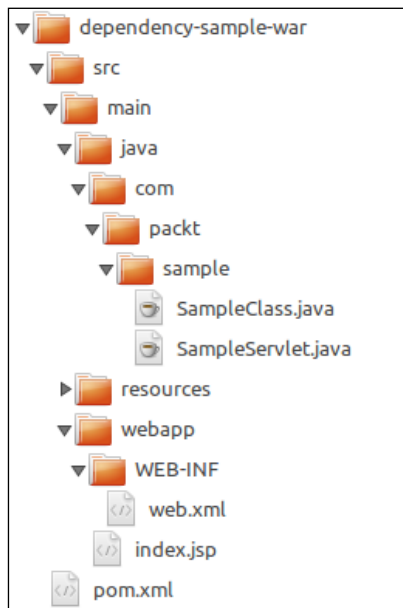 dependency-sample-war
src
main
java
com
packt
sample
SampleClass.java
SampleServlet.java
resources
webapp
WEB-INF
web.xml
index.jsp
pom.xml